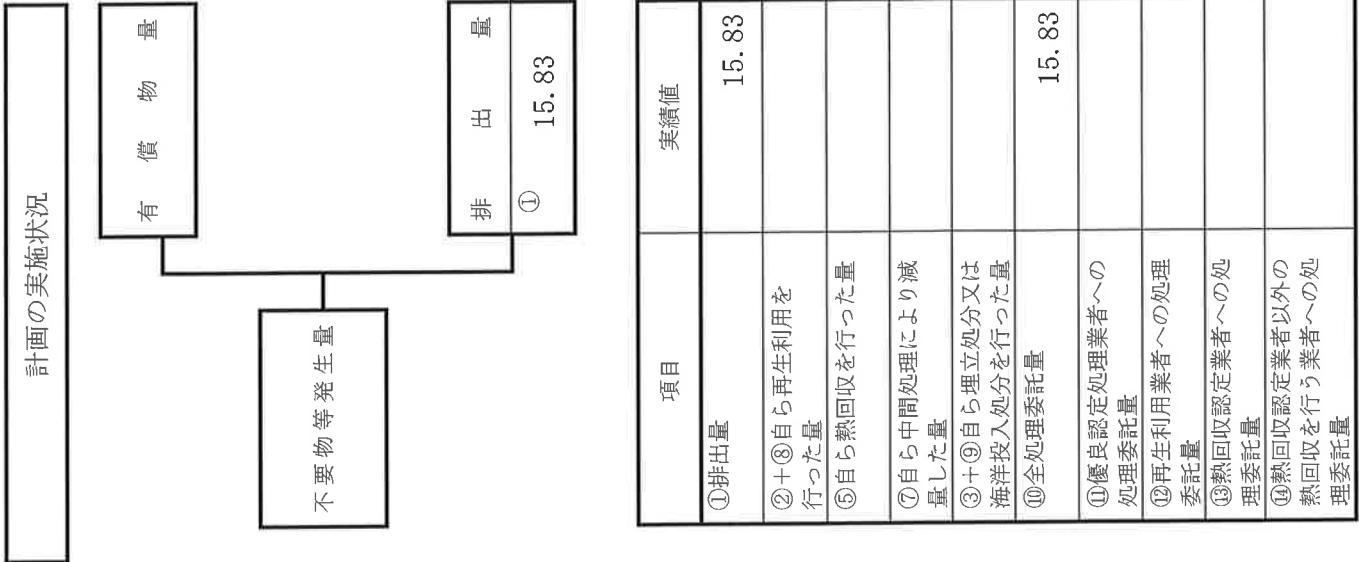 計画の実施状況
有償物量
不要物等発生量
排出量
①
15.83
項目
実績値
①排出量
15.83
②+⑧自ら再生利用を
行った量
⑤自ら熱回収を行った量
⑦自ら中間処理により減
量した量
③+⑨自ら埋立処分又は
海洋投入処分を行った量
⑩全処理委託量
15.83
⑪優良認定処理業者への
処理委託量
⑫再生利用業者への処理
委託量
⑬熱回収認定業者への処
理委託量
⑭熱回収認定業者以外の
熱回収を行う業者への処
理委託量